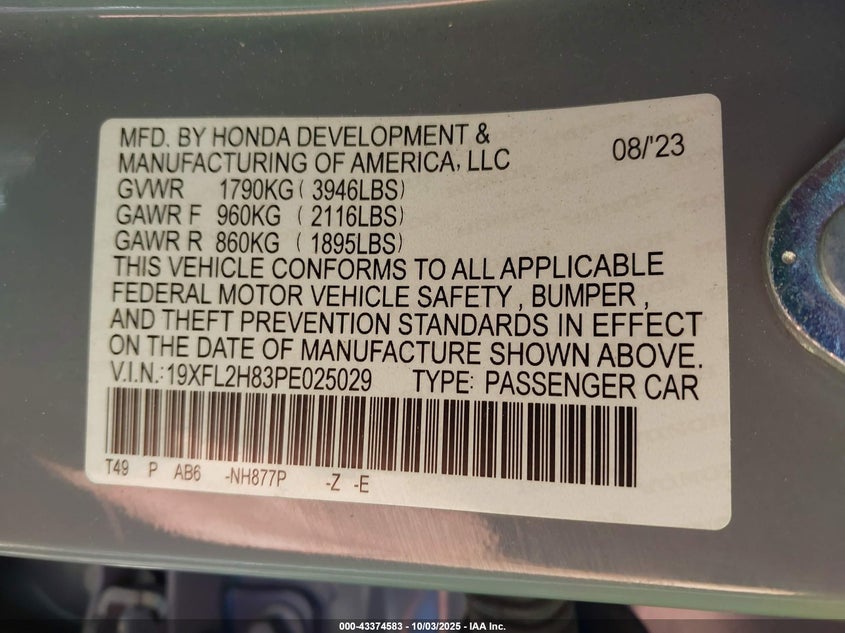 MFD. BY HONDA DEVELOPMENT &
MANUFACTURING OF AMERICA, LLC
08/'23
GVWR 1790KG ( 3946LBS)
GAWR F 960KG ( 2116LBS)
GAWR R 860KG ( 1895LBS)
THIS VEHICLE CONFORMS TO ALL APPLICABLE
FEDERAL MOTOR VEHICLE SAFETY , BUMPER ,
AND THEFT PREVENTION STANDARDS IN EFFECT
ON THE DATE OF MANUFACTURE SHOWN ABOVE.
V.I.N.:19XFL2H83PE025029 TYPE: PASSENGER CAR
T49 P AB6 -NH877P -Z -E
000-43374583 - 10/03/2025 - IAA Inc.